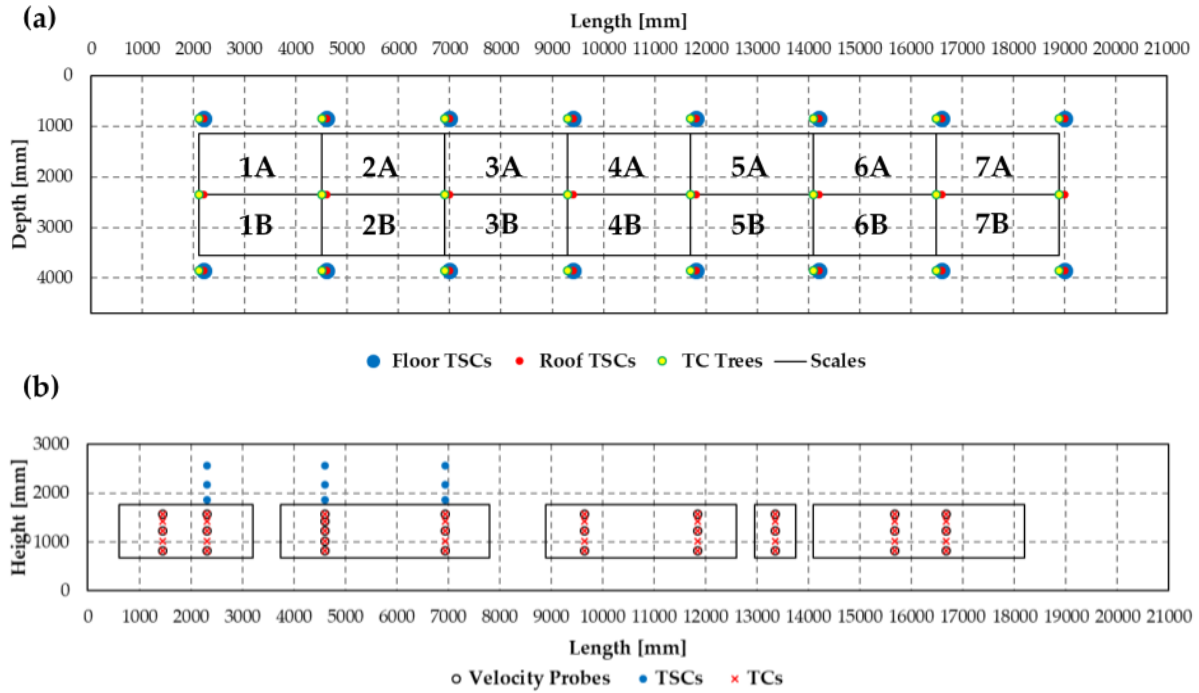 (a)
Length [mm]
0 1000 2000 3000 4000 5000 6000 7000 8000 9000 10000 11000 12000 13000 14000 15000 16000 17000 18000 19000 20000 21000
Depth [mm]
0
1000
2000
3000
4000
1A 2A 3A 4A 5A 6A 7A
1B 2B 3B 4B 5B 6B 7B
Floor TSCs Roof TSCs TC Trees Scales
(b)
Height [mm]
3000
2000
1000
0
0 1000 2000 3000 4000 5000 6000 7000 8000 9000 10000 11000 12000 13000 14000 15000 16000 17000 18000 19000 20000 21000
Length [mm]
Velocity Probes TSCs TCs